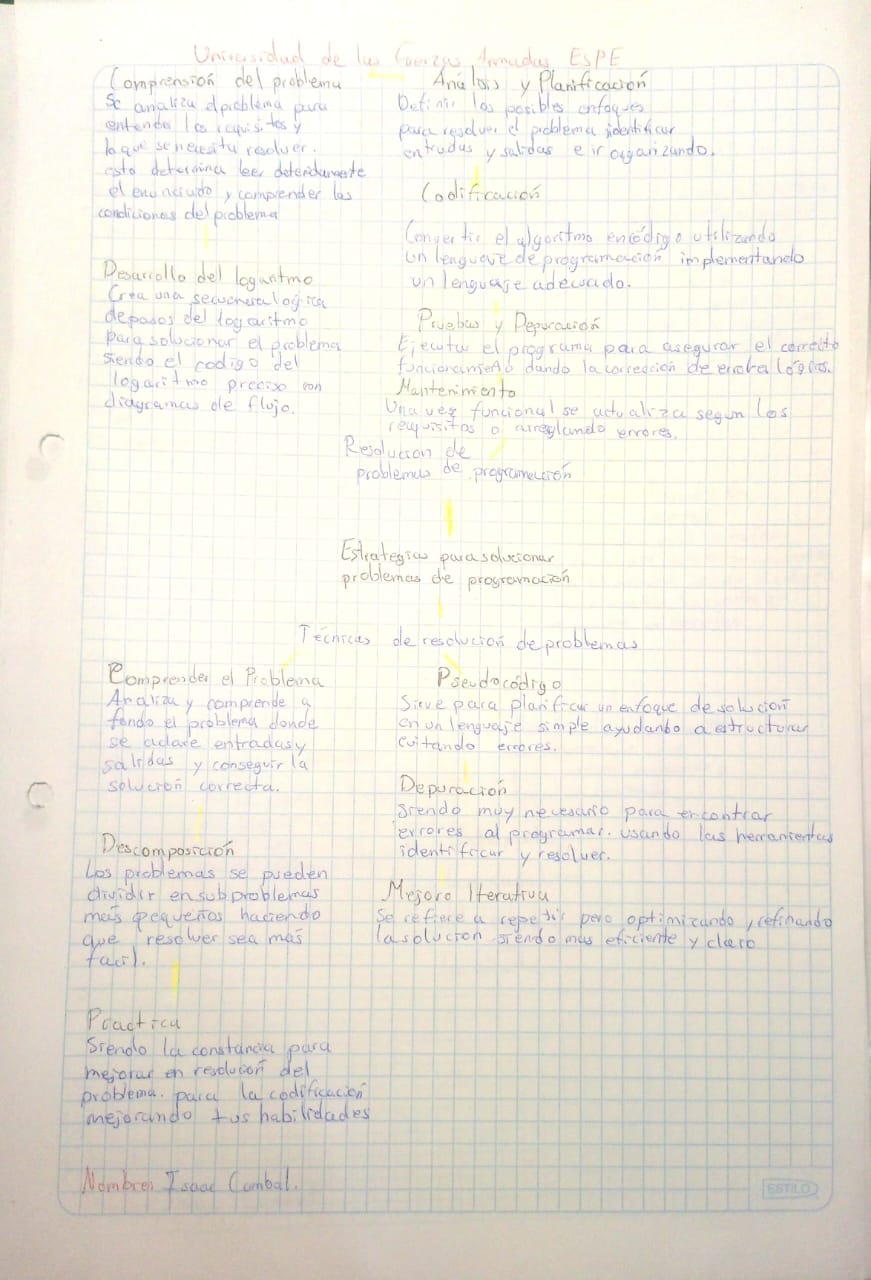 Universidad de las Fuerzas Armadas ESPE
Comprensión del problema
Se analiza el problema para
entender los requisitos y
lo que se necesita resolver.
esto determina leer detenidamente
el enunciado y comprender las
condiciones del problema
Desarrollo del logaritmo
Crea una secuencia logica
de pasos del logaritmo
para solucionar el problema
siendo el codigo del
logaritmo preciso con
diagramas de flujo.
Análisis y Planificación
Definir los posibles enfoques
para resolver el problema identificar
entradas y salidas e ir organizando.
Codificación
Convertir el algoritmo en código utilizando
un lenguaje de programación implementando
un lenguaje adecuado.
Pruebas y Depuración
Ejecuta el programa para asegurar el correcto
funcionamiento dando la corrección de lógicos.
Mantenimiento
Una vez funcional se actualiza según los
requisitos o arreglando errores.
Resolucion de
problemas de programación
Estrategias para solucionar
problemas de programación
Técnicas de resolución de problemas
Comprender el Problema
Analiza y comprende a
fondo el problema donde
se aclare entradas y
salidas y conseguir la
solución correcta.
Descomposición
Los problemas se pueden
dividir en subproblemas
más pequeños haciendo
que resolver sea más
facil.
Practica
Siendo la constancia para
mejorar en resolución del
problema. para la codificación
mejorando tus habilidades
Pseudocódigo
Sirve para planificar un enfoque de solución
en un lenguaje simple ayudando a estructurar
evitando errores.
Depuración
Siendo muy necesario para encontrar
errores al programar. usando las herramientas
identificar y resolver.
Mejora Iterativa
Se refiere a repetir pero optimizando y refinando
la solucion siendo mas eficiente y claro
Nombre: Isaac Cumbal.
ESTILO